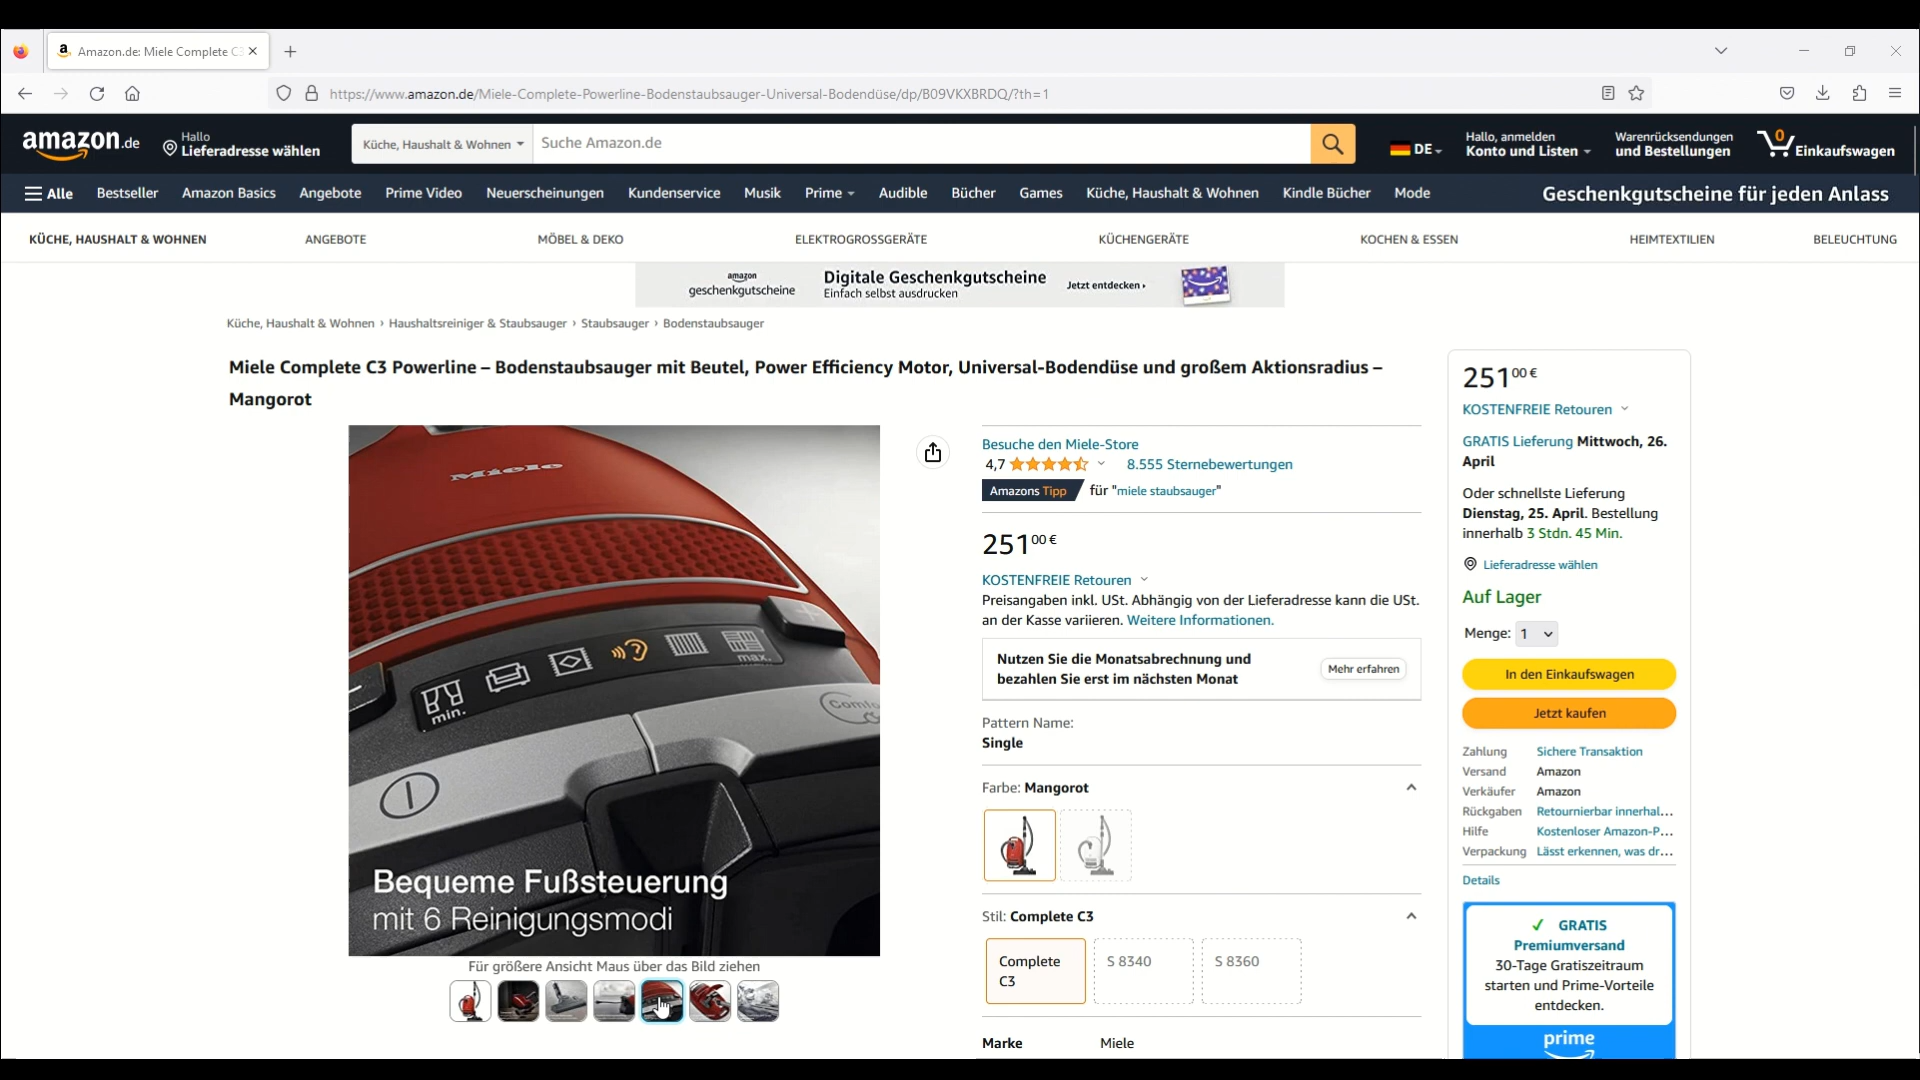 Amazon.de: Miele Complete C3
https://www.amazon.de/Miele-Complete-Powerline-Bodenstaubsauger-Universal-Bodendüse/dp/B09VKXBRDQ/?th=1
amazon.de
Hallo
Lieferadresse wählen
Küche, Haushalt & Wohnen
Suche Amazon.de
DE
Hallo, anmelden
Konto und Listen
Warenrücksendungen
und Bestellungen
0
Einkaufswagen
Alle
Bestseller
Amazon Basics
Angebote
Prime Video
Neuerscheinungen
Kundenservice
Musik
Prime
Audible
Bücher
Games
Küche, Haushalt & Wohnen
Kindle Bücher
Mode
Geschenkgutscheine für jeden Anlass
KÜCHE, HAUSHALT & WOHNEN
ANGEBOTE
MÖBEL & DEKO
ELEKTROGROSSGERÄTE
KÜCHENGERÄTE
KOCHEN & ESSEN
HEIMTEXTILIEN
BELEUCHTUNG
amazon
geschenkgutscheine
Digitale Geschenkgutscheine
Einfach selbst ausdrucken
Jetzt entdecken ›
Küche, Haushalt & Wohnen › Haushaltsreiniger & Staubsauger › Staubsauger › Bodenstaubsauger
Miele Complete C3 Powerline – Bodenstaubsauger mit Beutel, Power Efficiency Motor, Universal-Bodendüse und großem Aktionsradius –
Mangorot
Miele
min.
max.
Bequeme Fußsteuerung
mit 6 Reinigungsmodi
Für größere Ansicht Maus über das Bild ziehen
Besuche den Miele-Store
4,7
8.555 Sternebewertungen
Amazons Tipp für "miele staubsauger"
251 00 €
KOSTENFREIE Retouren
Preisangaben inkl. USt. Abhängig von der Lieferadresse kann die USt.
an der Kasse variieren. Weitere Informationen.
Nutzen Sie die Monatsabrechnung und
bezahlen Sie erst im nächsten Monat
Mehr erfahren
Pattern Name:
Single
Farbe: Mangorot
Stil: Complete C3
Complete
C3
S 8340
S 8360
Marke
Miele
251 00 €
KOSTENFREIE Retouren
GRATIS Lieferung Mittwoch, 26.
April
Oder schnellste Lieferung
Dienstag, 25. April. Bestellung
innerhalb 3 Stdn. 45 Min.
Lieferadresse wählen
Auf Lager
Menge: 1
In den Einkaufswagen
Jetzt kaufen
Zahlung Sichere Transaktion
Versand Amazon
Verkäufer Amazon
Rückgaben Retournierbar innerhal...
Hilfe Kostenloser Amazon-P...
Verpackung Lässt erkennen, was dr...
Details
✓ GRATIS
Premiumversand
30-Tage Gratiszeitraum
starten und Prime-Vorteile
entdecken.
prime